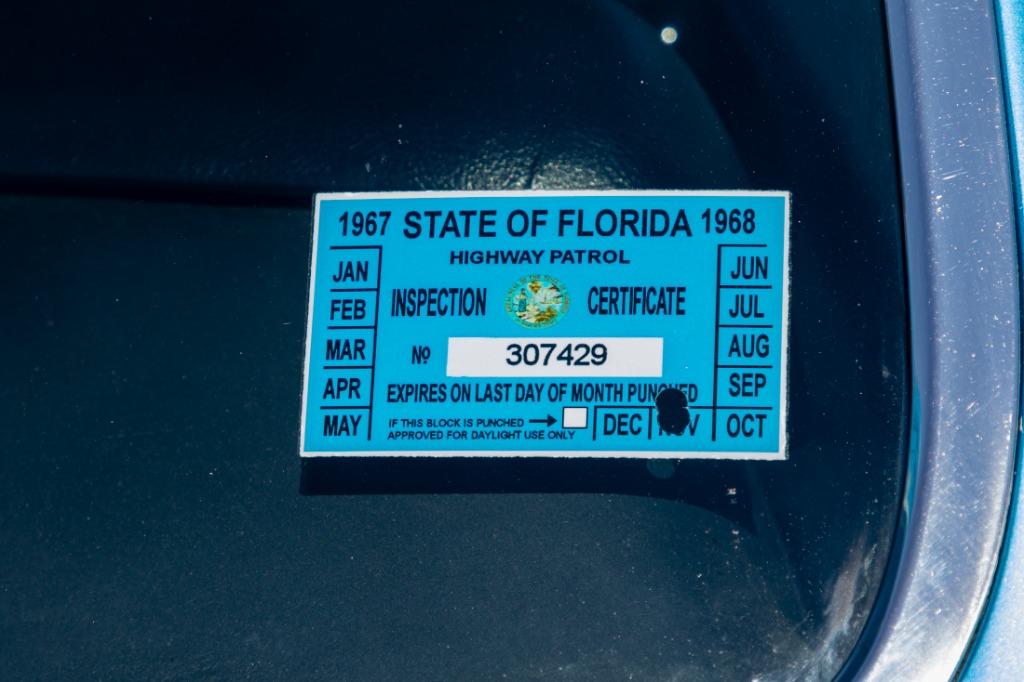 1967 STATE OF FLORIDA 1968
HIGHWAY PATROL
INSPECTION CERTIFICATE
Nº 307429
EXPIRES ON LAST DAY OF MONTH PUNCHED
IF THIS BLOCK IS PUNCHED
APPROVED FOR DAYLIGHT USE ONLY
JAN
FEB
MAR
APR
MAY
JUN
JUL
AUG
SEP
OCT
NOV
DEC